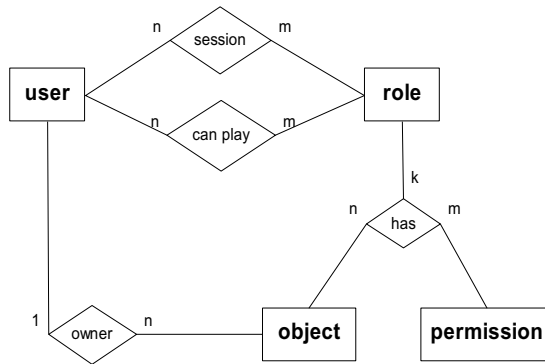 n
session
m
user
role
n
can play
m
k
n
has
m
1
owner
n
object
permission